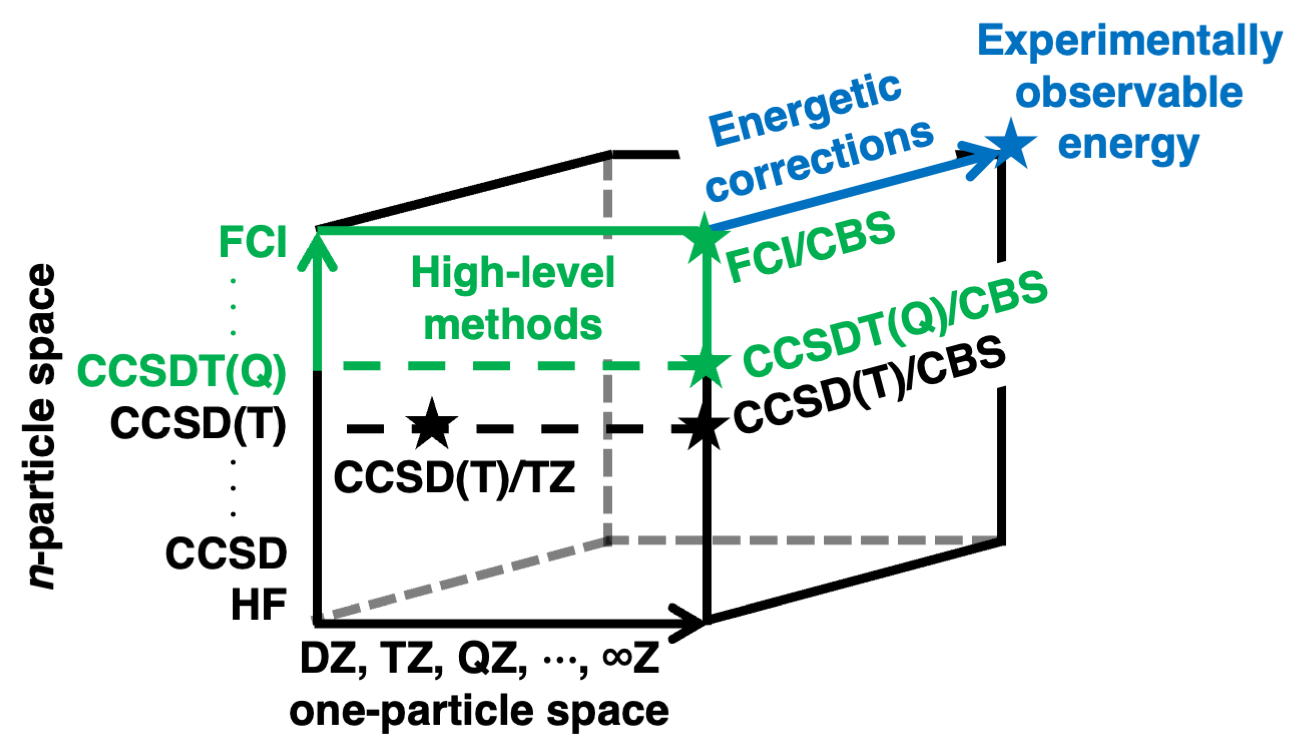 Experimentally
observable
energy
Energetic
corrections
FCI
FCI/CBS
High-level
methods
CCSDT(Q)
CCSDT(Q)/CBS
CCSD(T)
CCSD(T)/CBS
CCSD(T)/TZ
CCSD
HF
n-particle space
DZ, TZ, QZ, ···, ∞Z
one-particle space